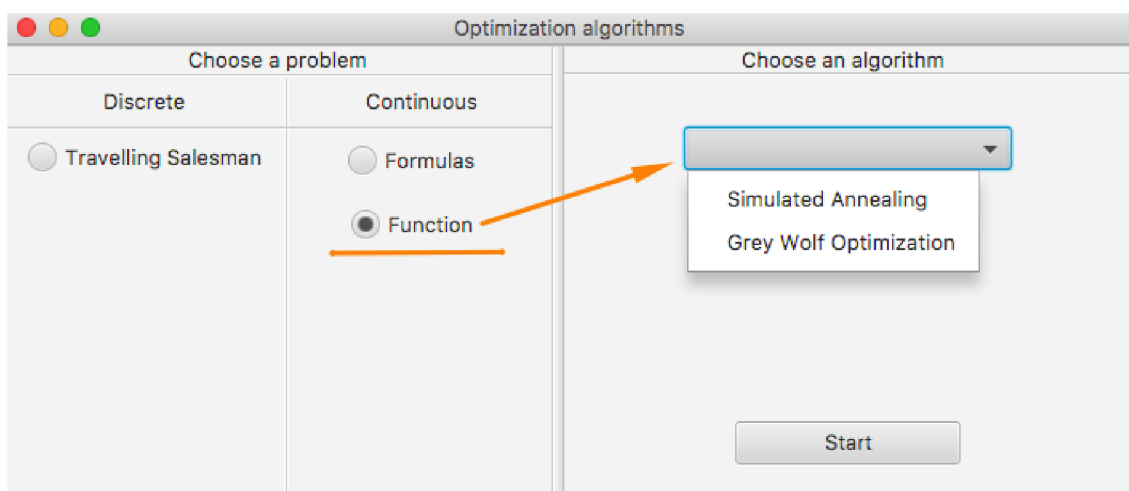 Optimization algorithms
Choose a problem
Choose an algorithm
Discrete
Continuous
Travelling Salesman
Formulas
Function
Simulated Annealing
Grey Wolf Optimization
Start